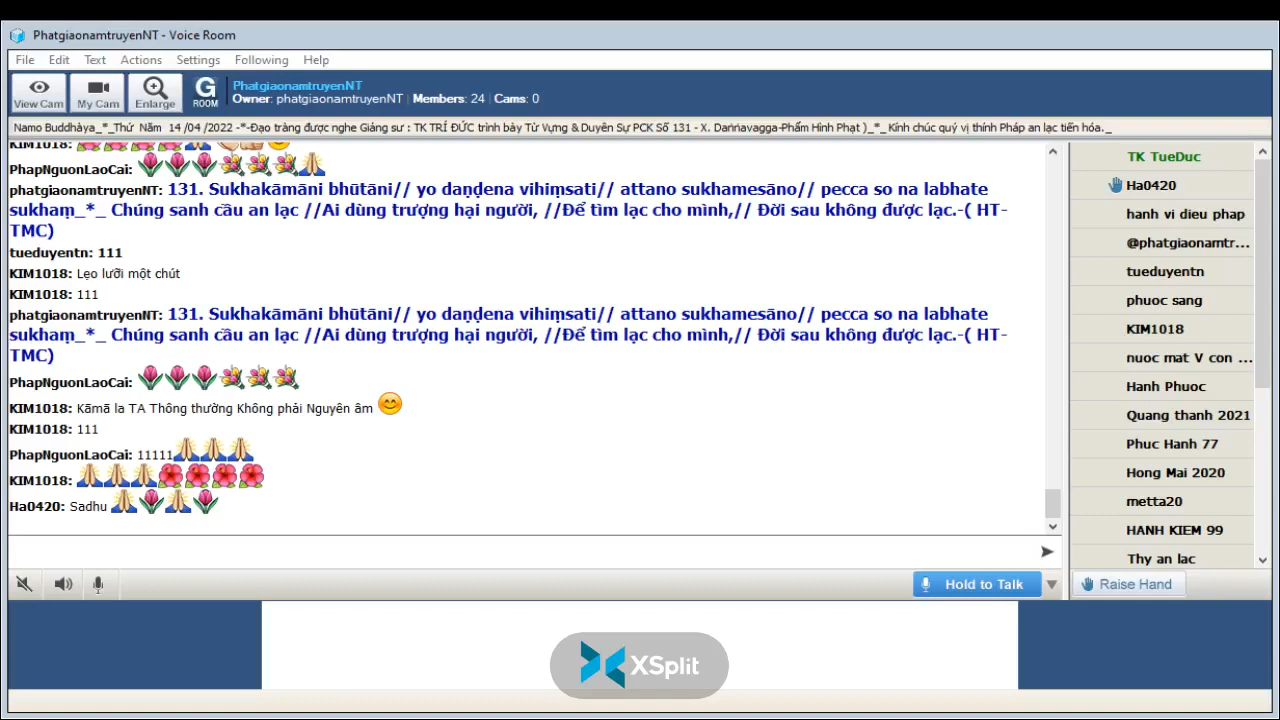 PhatgiaonamtruyenNT - Voice Room
File Edit Text Actions Settings Following Help
View Cam My Cam Enlarge G ROOM
PhatgiaonamtruyenNT
Owner: phatgiaonamtruyenNT | Members: 24 | Cams: 0
Namo Buddhàya_*_Thứ Năm 14 /04 /2022 -*-Đạo tràng được nghe Giảng sư : TK TRÍ ĐỨC trình bày Từ Vựng & Duyên Sự PCK Số 131 - X. Daṇṇavagga-Phẩm Hình Phạt )_*_ Kính chúc quý vị thính Pháp an lạc tiến hóa._
KIM1018:
PhapNguonLaoCai:
phatgiaonamtruyenNT: 131. Sukhakāmāni bhūtāni// yo daṇḍena vihiṃsati// attano sukhamesāno// pecca so na labhate
sukhaṃ_*_ Chúng sanh cầu an lạc //Ai dùng trượng hại người, //Để tìm lạc cho mình,// Đời sau không được lạc.-( HT-
TMC)
tueduyentn: 111
KIM1018: Lẹo lưỡi một chút
KIM1018: 111
phatgiaonamtruyenNT: 131. Sukhakāmāni bhūtāni// yo daṇḍena vihiṃsati// attano sukhamesāno// pecca so na labhate
sukhaṃ_*_ Chúng sanh cầu an lạc //Ai dùng trượng hại người, //Để tìm lạc cho mình,// Đời sau không được lạc.-( HT-
TMC)
PhapNguonLaoCai:
KIM1018: Kāmā la TA Thông thường Không phải Nguyên âm 😊
KIM1018: 111
PhapNguonLaoCai: 11111
KIM1018:
Ha0420: Sadhu
TK TueDuc
Ha0420
hanh vi dieu phap
@phatgiaonamtr...
tueduyentn
phuoc sang
KIM1018
nuoc mat V con ...
Hanh Phuoc
Quang thanh 2021
Phuc Hanh 77
Hong Mai 2020
metta20
HANH KIEM 99
Thy an lac
Hold to Talk
Raise Hand
XSplit